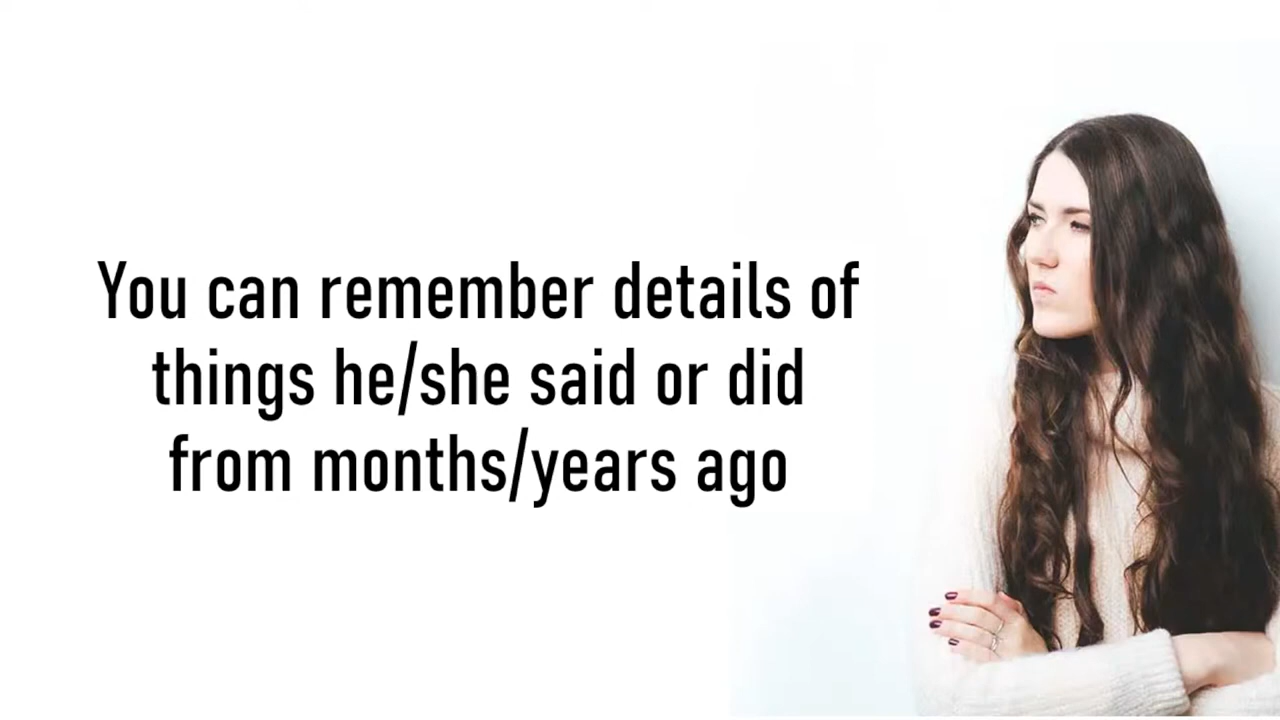 You can remember details of
things he/she said or did
from months/years ago